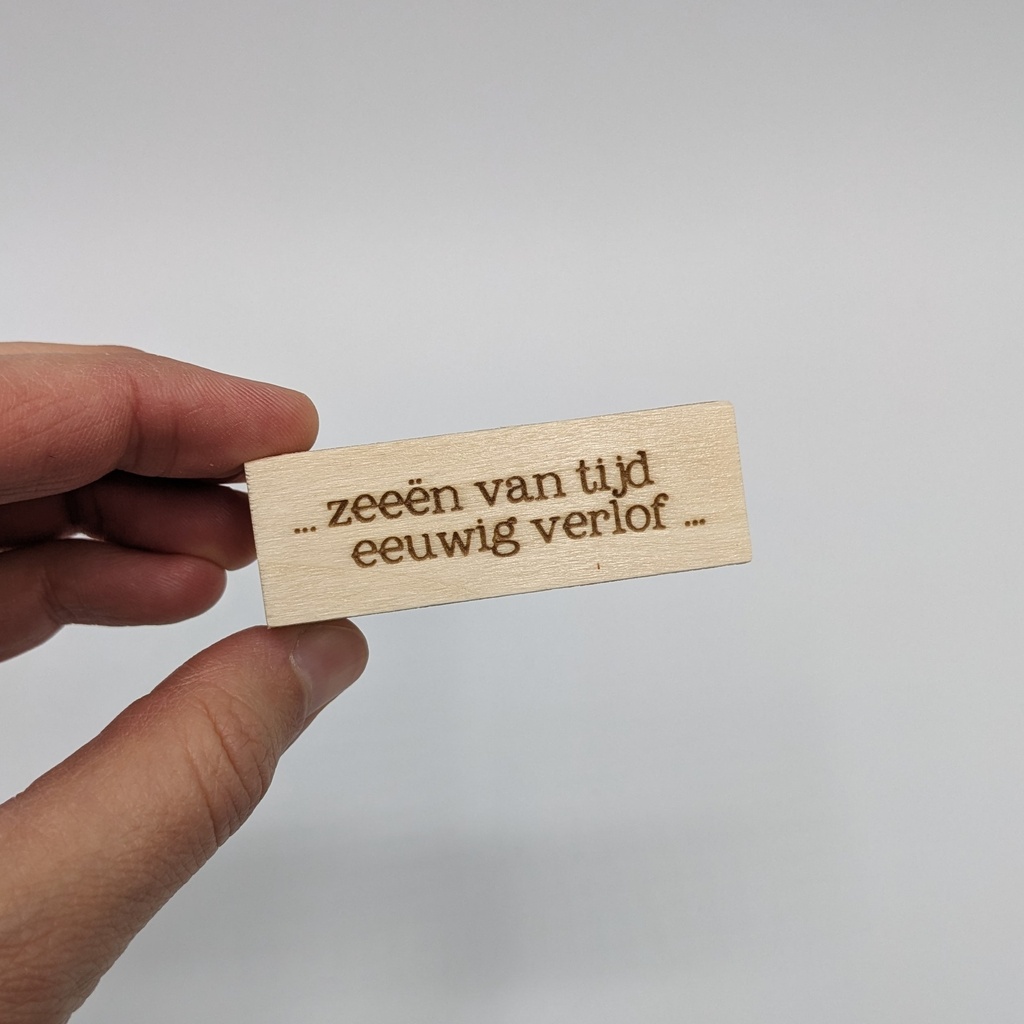 ... zeeën van tijd
eeuwig verlof ...